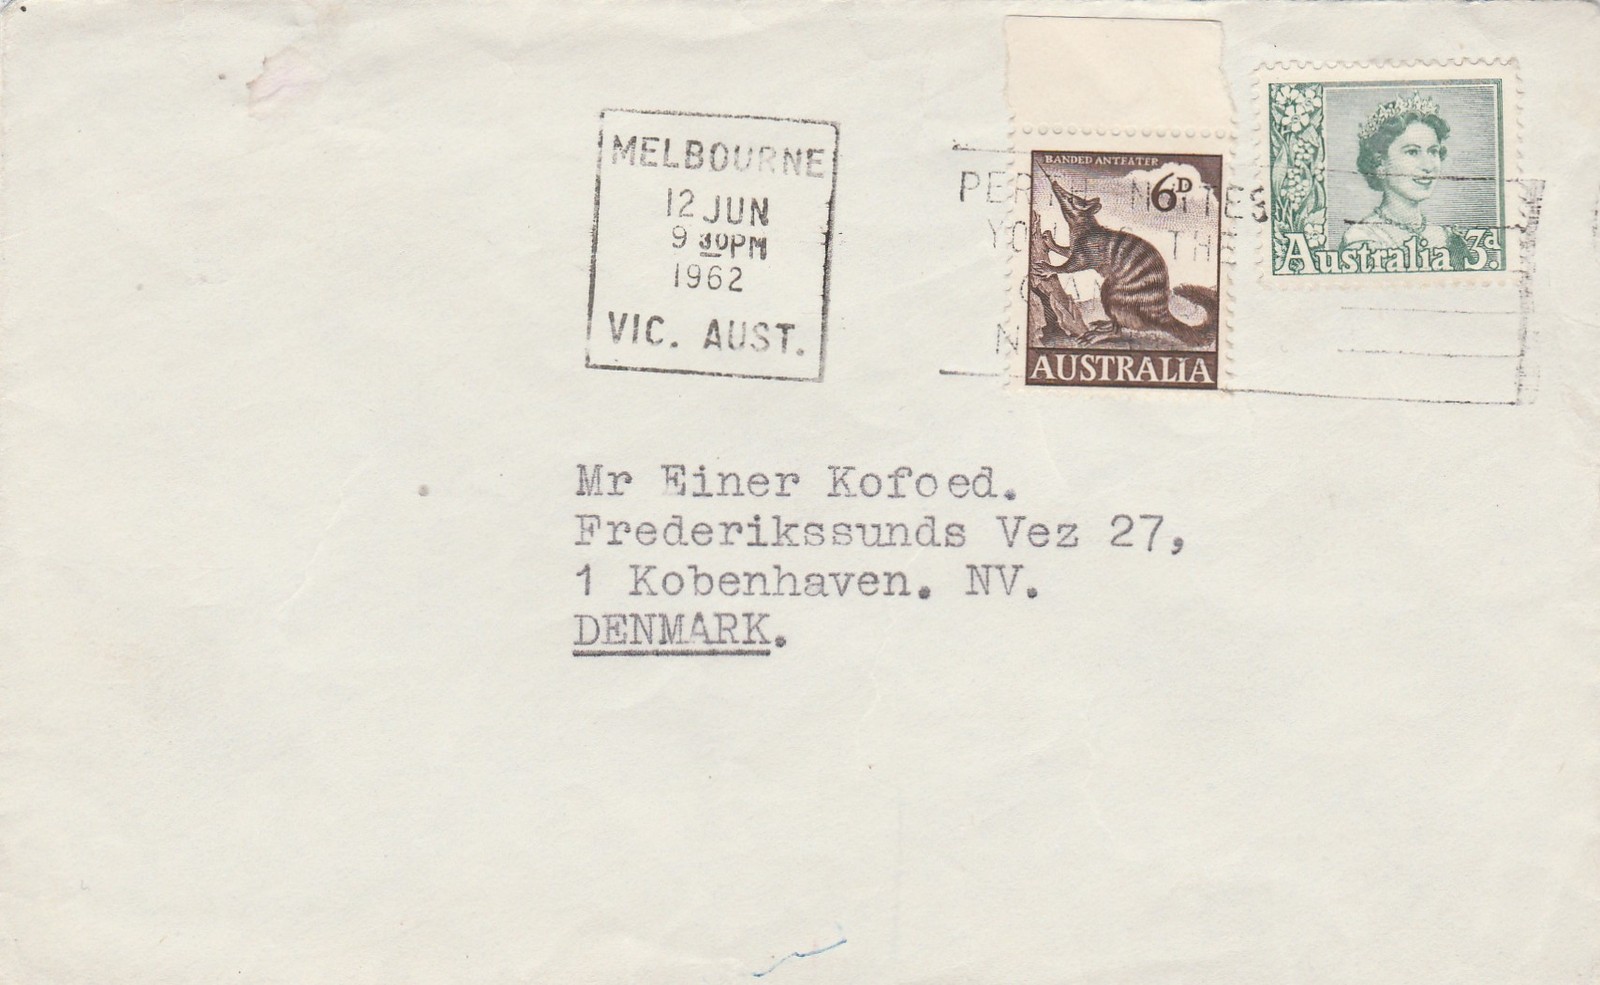 MELBOURNE
12 JUN
9 30PM
1962
VIC. AUST.
BANDED ANTEATER
6D
AUSTRALIA
Australia 3d.
Mr Einer Kofoed.
Frederikssunds Vez 27,
1 Kobenhaven. NV.
DENMARK.